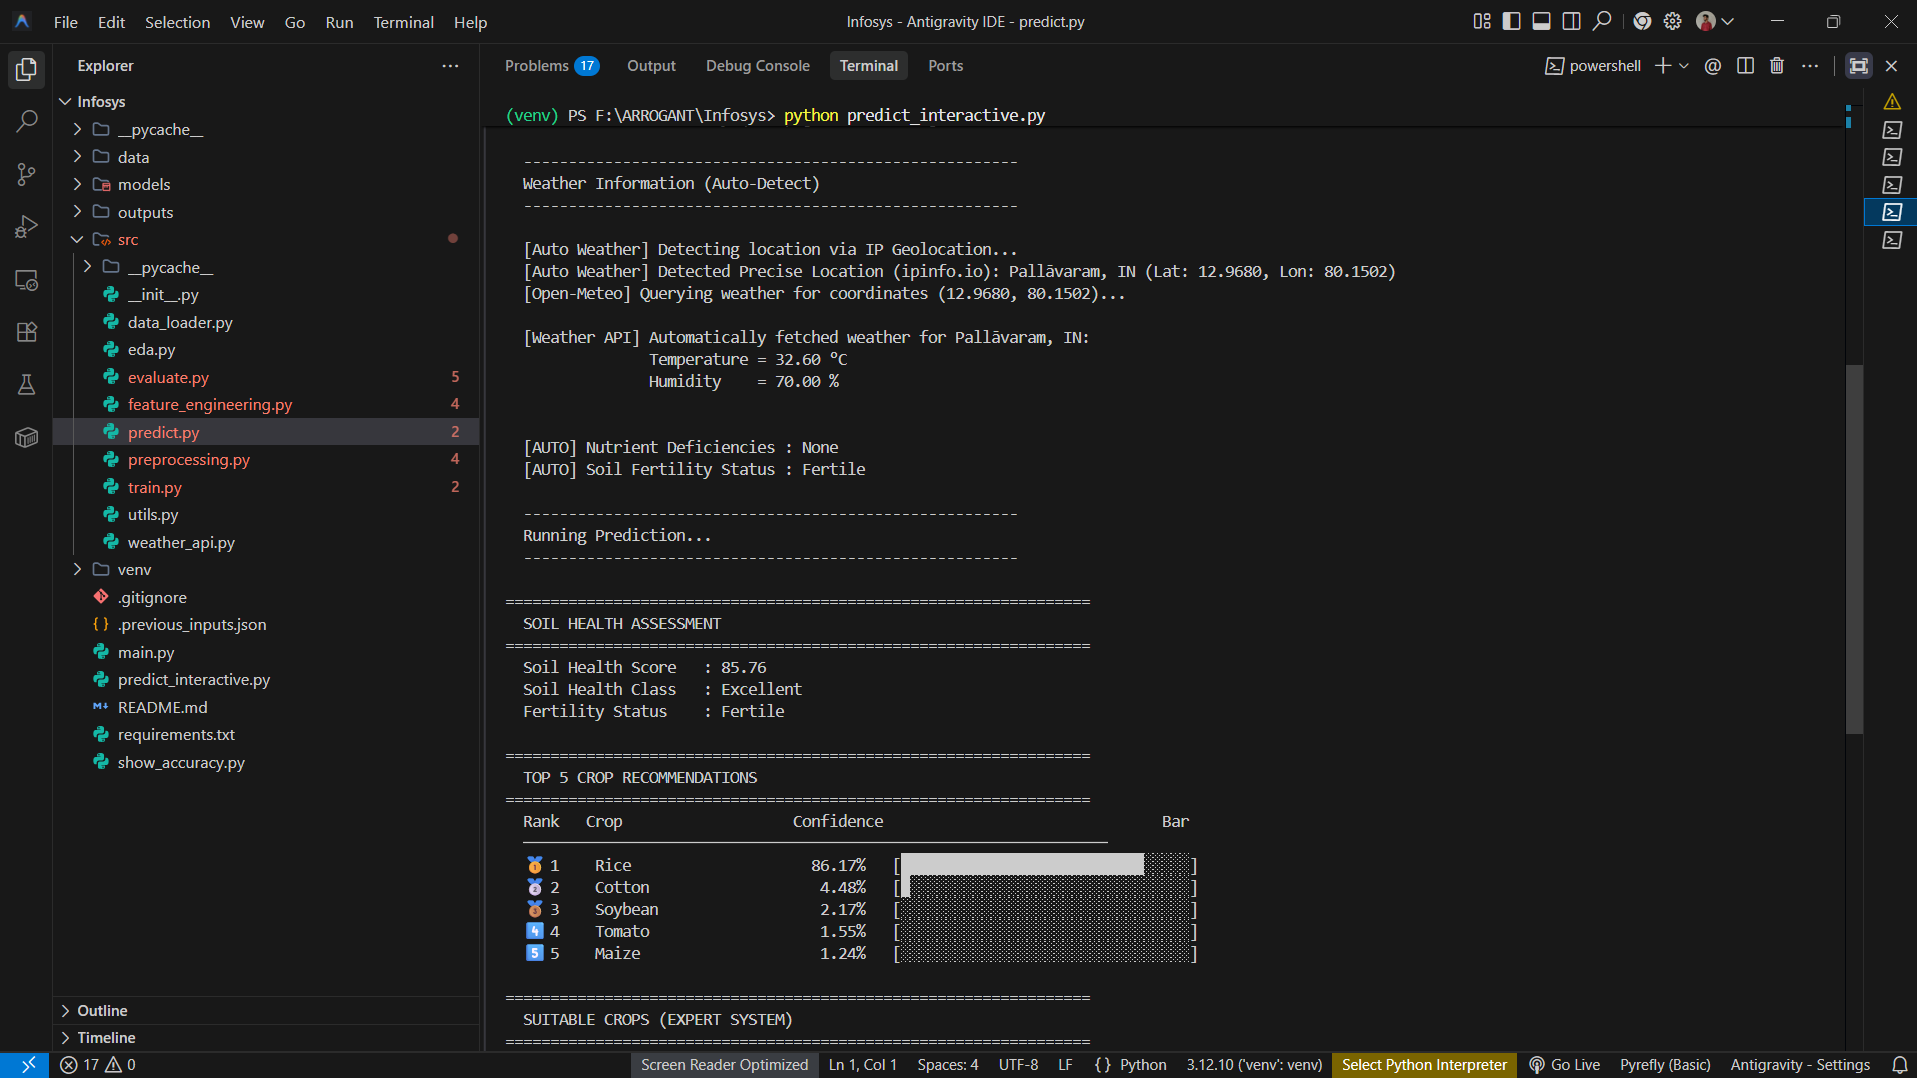 File Edit Selection View Go Run Terminal Help
Infosys - Antigravity IDE - predict.py
Explorer
Infosys
__pycache__
data
models
outputs
src
__pycache__
__init__.py
data_loader.py
eda.py
evaluate.py 5
feature_engineering.py 4
predict.py 2
preprocessing.py 4
train.py 2
utils.py
weather_api.py
venv
.gitignore
.previous_inputs.json
main.py
predict_interactive.py
README.md
requirements.txt
show_accuracy.py
Outline
Timeline
Problems 17 Output Debug Console Terminal Ports
powershell
(venv) PS F:\ARROGANT\Infosys> python predict_interactive.py
-------------------------------------------------------
Weather Information (Auto-Detect)
-------------------------------------------------------
[Auto Weather] Detecting location via IP Geolocation...
[Auto Weather] Detected Precise Location (ipinfo.io): Pallāvaram, IN (Lat: 12.9680, Lon: 80.1502)
[Open-Meteo] Querying weather for coordinates (12.9680, 80.1502)...
[Weather API] Automatically fetched weather for Pallāvaram, IN:
Temperature = 32.60 °C
Humidity    = 70.00 %
[AUTO] Nutrient Deficiencies : None
[AUTO] Soil Fertility Status : Fertile
-------------------------------------------------------
Running Prediction...
-------------------------------------------------------
=================================================================
SOIL HEALTH ASSESSMENT
=================================================================
Soil Health Score   : 85.76
Soil Health Class   : Excellent
Fertility Status    : Fertile
=================================================================
TOP 5 CROP RECOMMENDATIONS
=================================================================
Rank Crop Confidence Bar
🥇 1 Rice 86.17% [ ]
🥈 2 Cotton 4.48% [ ]
🥉 3 Soybean 2.17% [ ]
4️⃣ 4 Tomato 1.55% [ ]
5️⃣ 5 Maize 1.24% [ ]
=================================================================
SUITABLE CROPS (EXPERT SYSTEM)
=================================================================
17 0 Screen Reader Optimized Ln 1, Col 1 Spaces: 4 UTF-8 LF {} Python 3.12.10 ('venv': venv) Select Python Interpreter Go Live Pyrefly (Basic) Antigravity - Settings